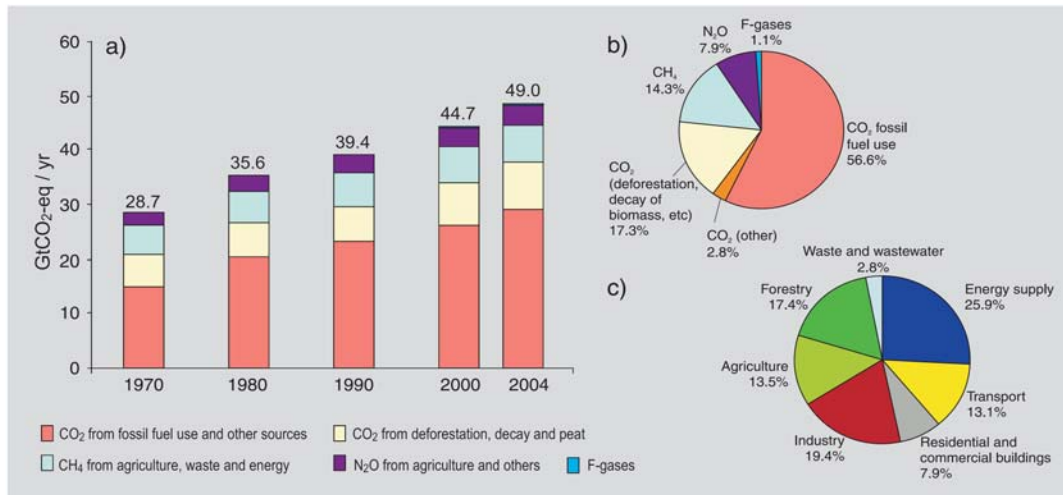 a)
GtCO₂-eq / yr
60
50
40
30
20
10
0
28.7
35.6
39.4
44.7
49.0
1970
1980
1990
2000
2004
CO₂ from fossil fuel use and other sources
CO₂ from deforestation, decay and peat
CH₄ from agriculture, waste and energy
N₂O from agriculture and others
F-gases
b)
F-gases
1.1%
N₂O
7.9%
CH₄
14.3%
CO₂ fossil
fuel use
56.6%
CO₂
(deforestation,
decay of
biomass, etc)
17.3%
CO₂ (other)
2.8%
c)
Waste and wastewater
2.8%
Forestry
17.4%
Energy supply
25.9%
Agriculture
13.5%
Transport
13.1%
Industry
19.4%
Residential and
commercial buildings
7.9%